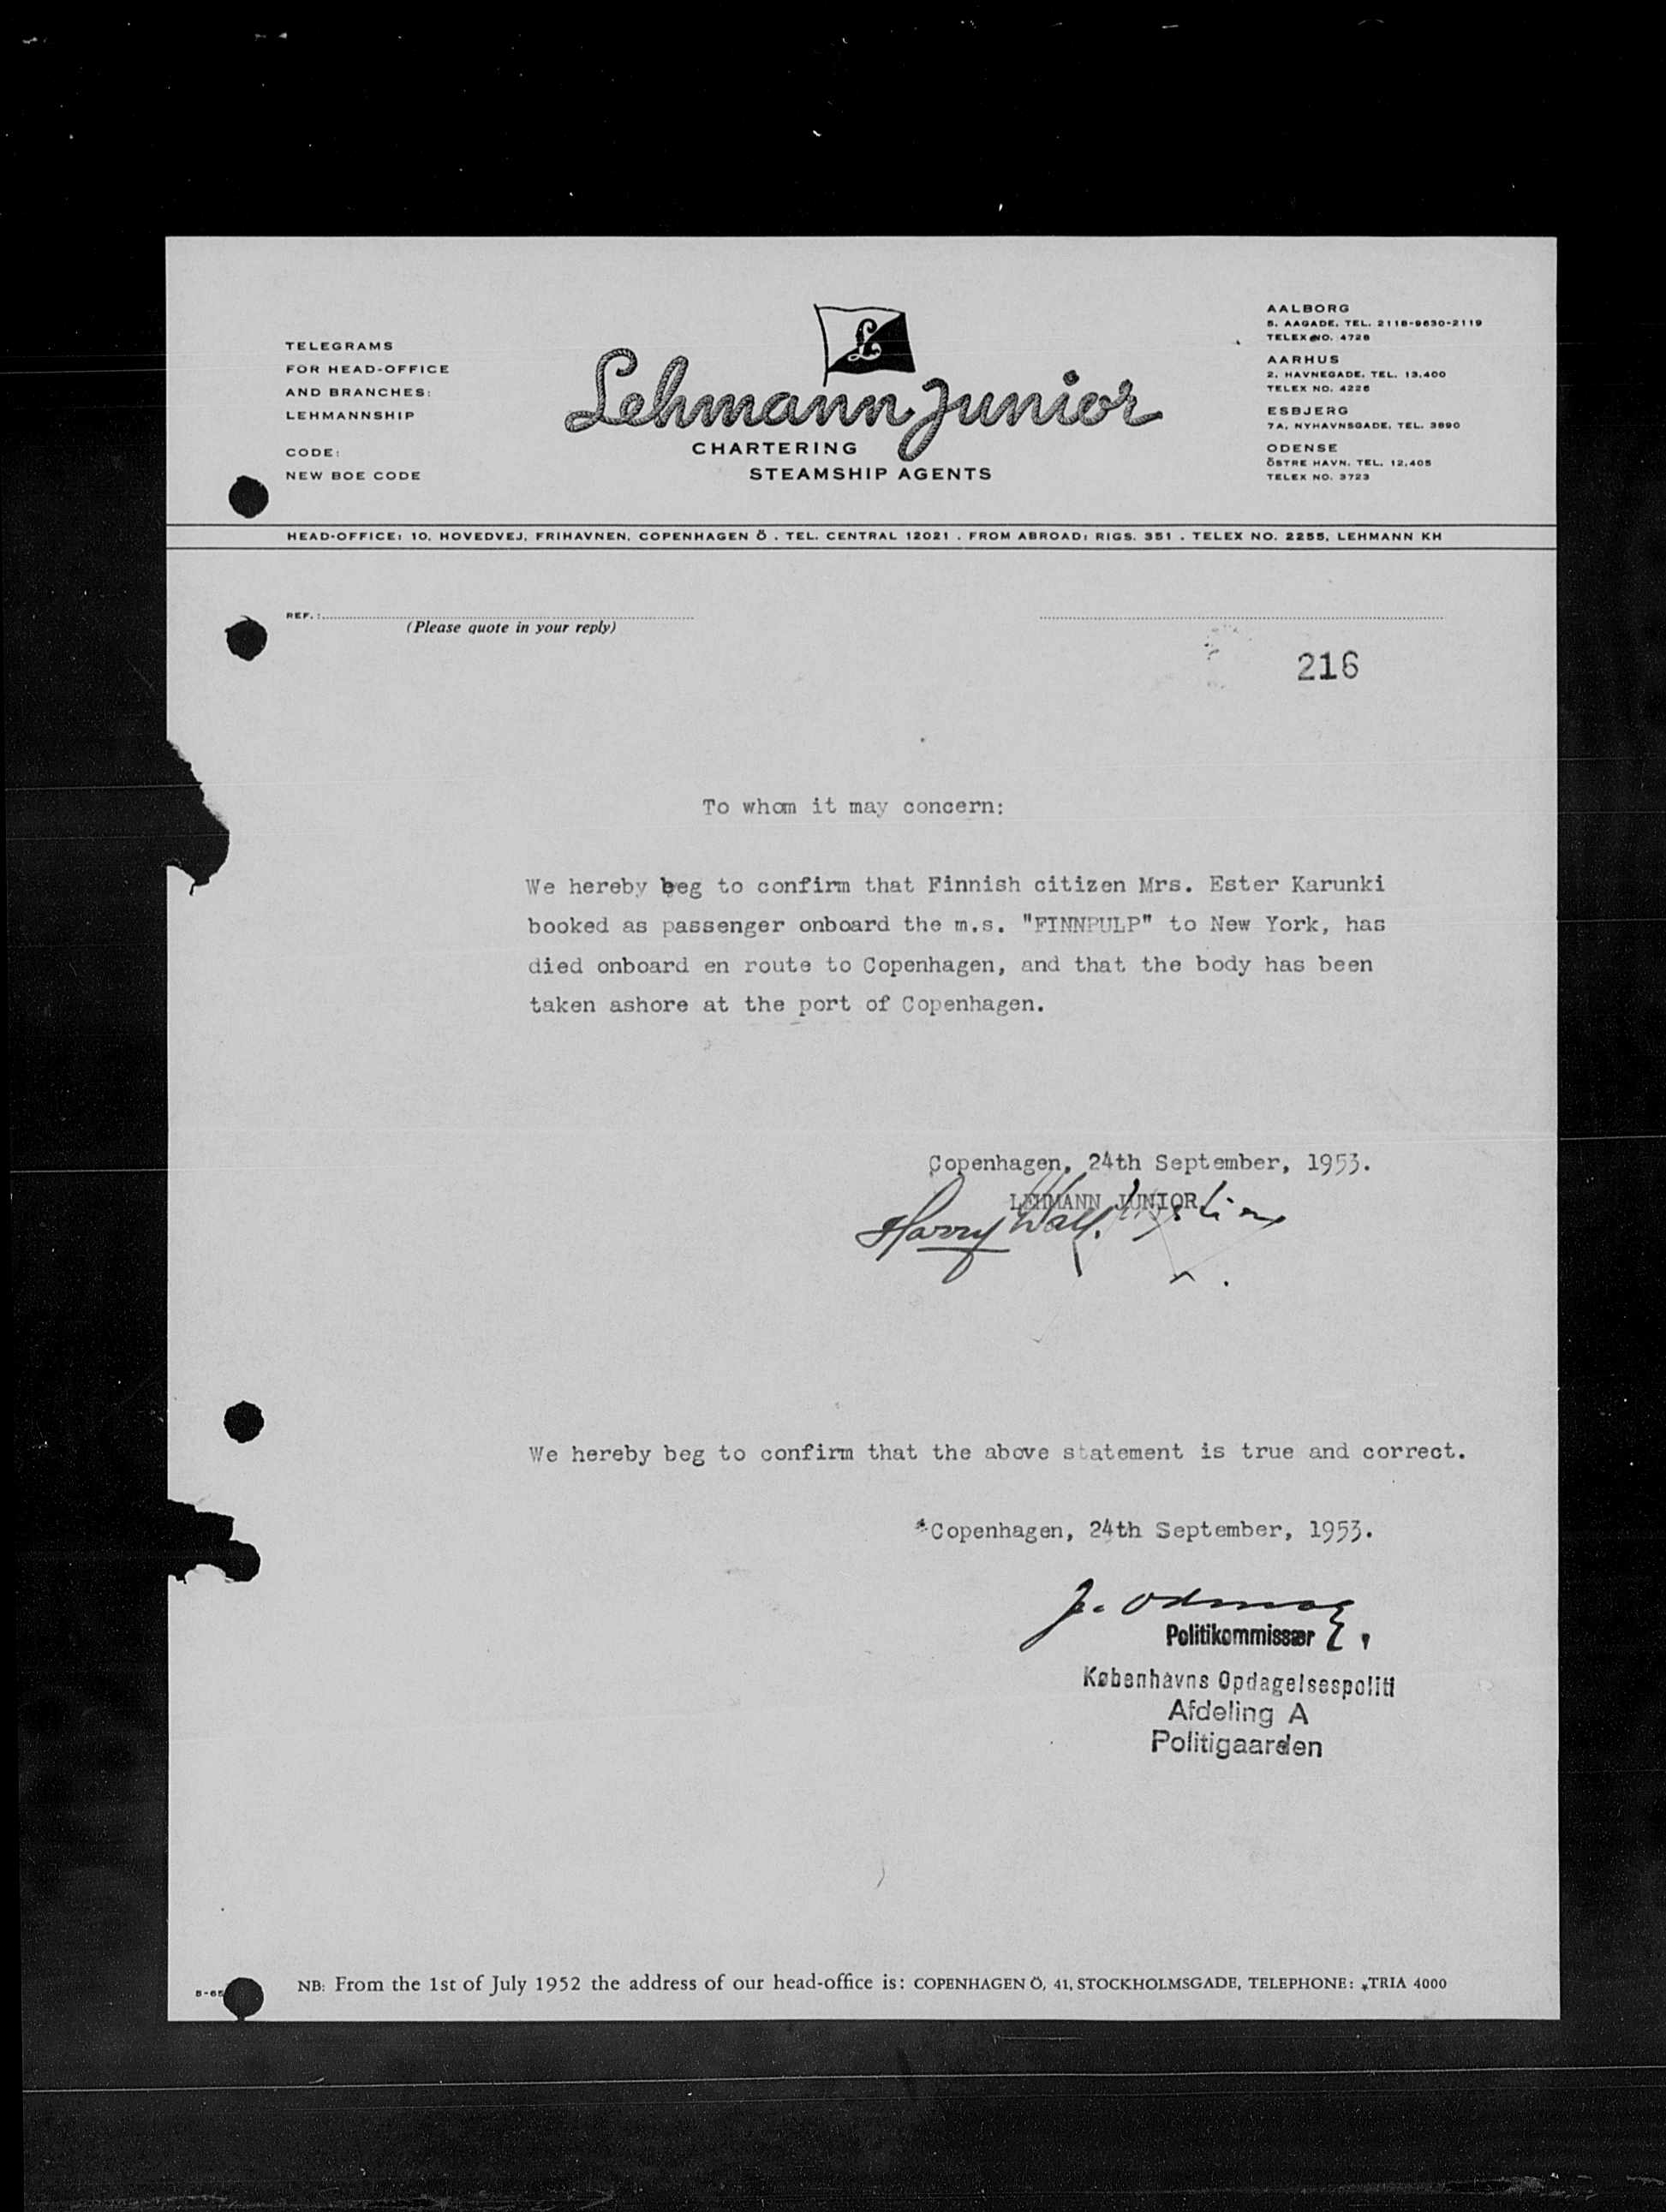 TELEGRAMS
FOR HEAD-OFFICE
AND BRANCHES:
LEHMANNSHIP
CODE:
NEW BOE CODE
L
Lehmann Junior
CHARTERING
STEAMSHIP AGENTS
AALBORG
5, AAGADE, TEL. 2118-9630-2119
TELEX NO. 4728
AARHUS
2, HAVNEGADE, TEL. 13.400
TELEX NO. 4226
ESBJERG
7A, NYHAVNSGADE, TEL. 3890
ODENSE
ÖSTRE HAVN, TEL. 12.405
TELEX NO. 3723
HEAD-OFFICE: 10, HOVEDVEJ, FRIHAVNEN, COPENHAGEN Ö . TEL. CENTRAL 12021 . FROM ABROAD: RIGS. 351 . TELEX NO. 2255, LEHMANN KH
REF.:
(Please quote in your reply)
216
To whom it may concern:
We hereby beg to confirm that Finnish citizen Mrs. Ester Karunki
booked as passenger onboard the m.s. "FINNPULP" to New York, has
died onboard en route to Copenhagen, and that the body has been
taken ashore at the port of Copenhagen.
Copenhagen, 24th September, 1953.
LEHMANN JUNIOR
Harry Wall.
We hereby beg to confirm that the above statement is true and correct.
Copenhagen, 24th September, 1953.
Politikommissær
Københavns Opdagelsespoliti
Afdeling A
Politigaarden
NB: From the 1st of July 1952 the address of our head-office is: COPENHAGEN Ö, 41, STOCKHOLMSGADE, TELEPHONE: *TRIA 4000